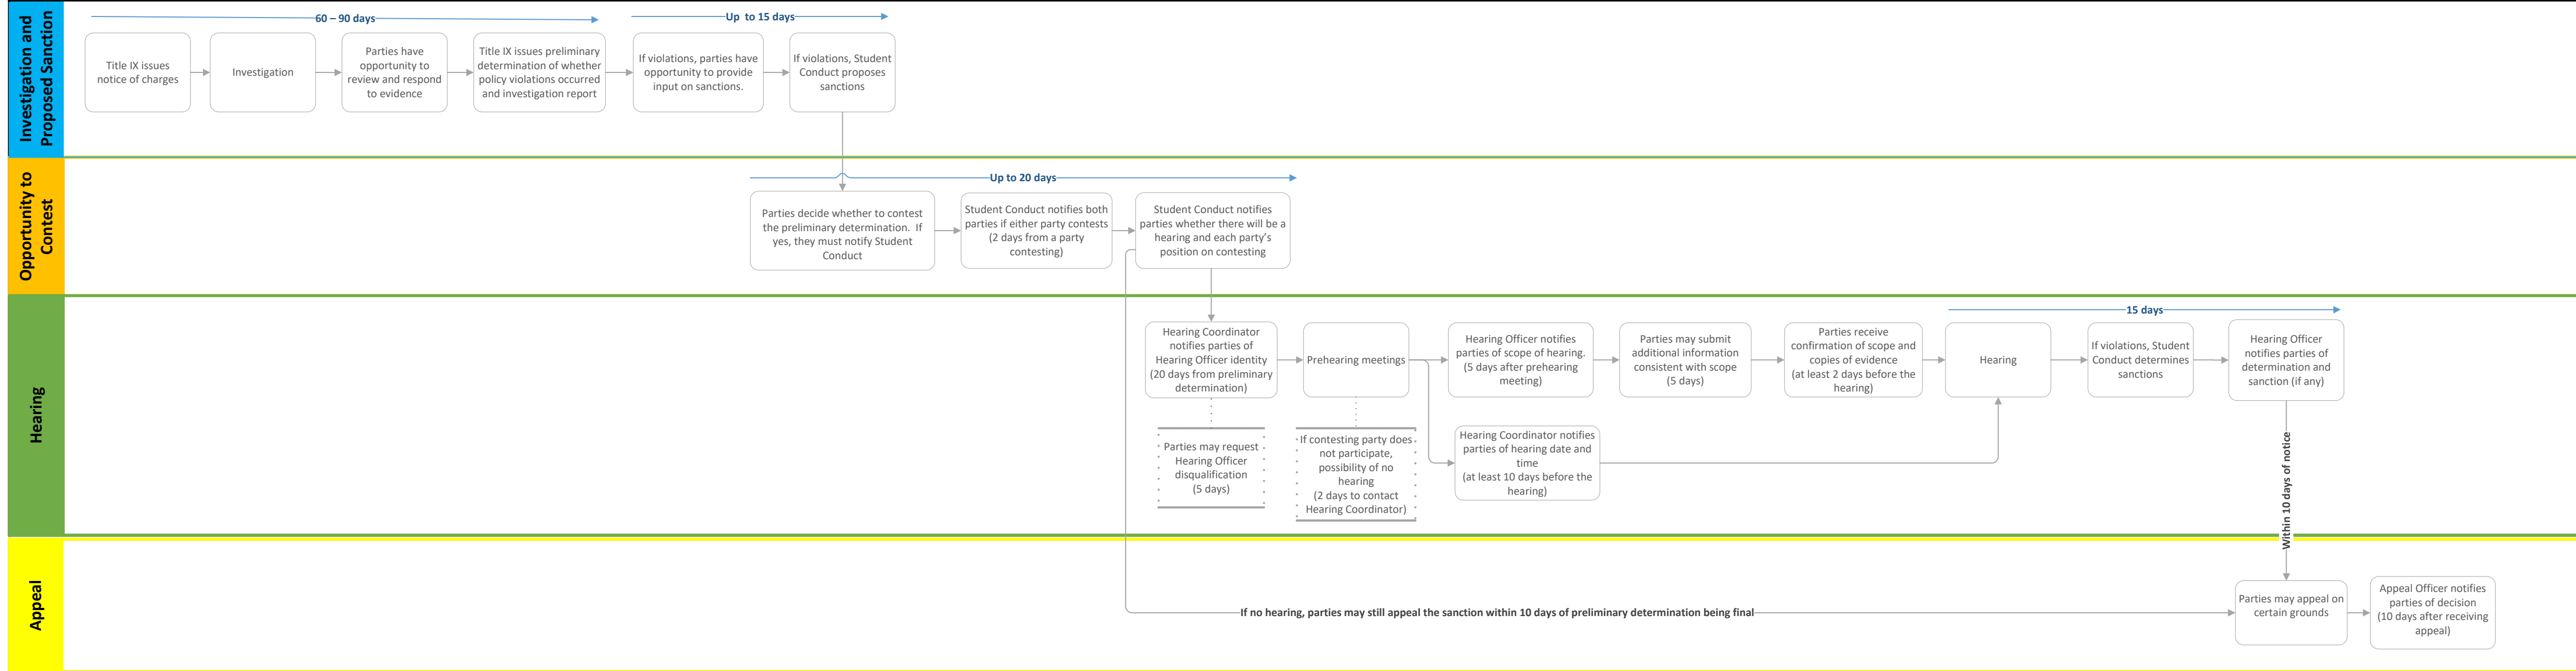 Investigation and
Proposed Sanction
60 – 90 days
Up to 15 days
Title IX issues
notice of charges
Investigation
Parties have
opportunity to
review and respond
to evidence
Title IX issues preliminary
determination of whether
policy violations occurred
and investigation report
If violations, parties have
opportunity to provide
input on sanctions.
If violations, Student
Conduct proposes
sanctions
Opportunity to
Contest
Up to 20 days
Parties decide whether to contest
the preliminary determination. If
yes, they must notify Student
Conduct
Student Conduct notifies both
parties if either party contests
(2 days from a party
contesting)
Student Conduct notifies
parties whether there will be a
hearing and each party's
position on contesting
Hearing
15 days
Hearing Coordinator
notifies parties of
Hearing Officer identity
(20 days from preliminary
determination)
Prehearing meetings
Hearing Officer notifies
parties of scope of hearing.
(5 days after prehearing
meeting)
Parties may submit
additional information
consistent with scope
(5 days)
Parties receive
confirmation of scope and
copies of evidence
(at least 2 days before the
hearing)
Hearing
If violations, Student
Conduct determines
sanctions
Hearing Officer
notifies parties of
determination and
sanction (if any)
Parties may request
Hearing Officer
disqualification
(5 days)
If contesting party does
not participate,
possibility of no
hearing
(2 days to contact
Hearing Coordinator)
Hearing Coordinator notifies
parties of hearing date and
time
(at least 10 days before the
hearing)
Within 10 days of notice
Appeal
If no hearing, parties may still appeal the sanction within 10 days of preliminary determination being final
Parties may appeal on
certain grounds
Appeal Officer notifies
parties of decision
(10 days after receiving
appeal)